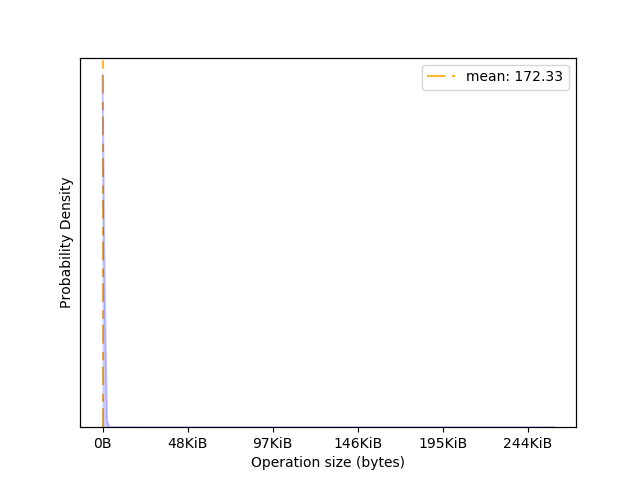 mean: 172.33
Probability Density
0B 48KiB 97KiB 146KiB 195KiB 244KiB
Operation size (bytes)